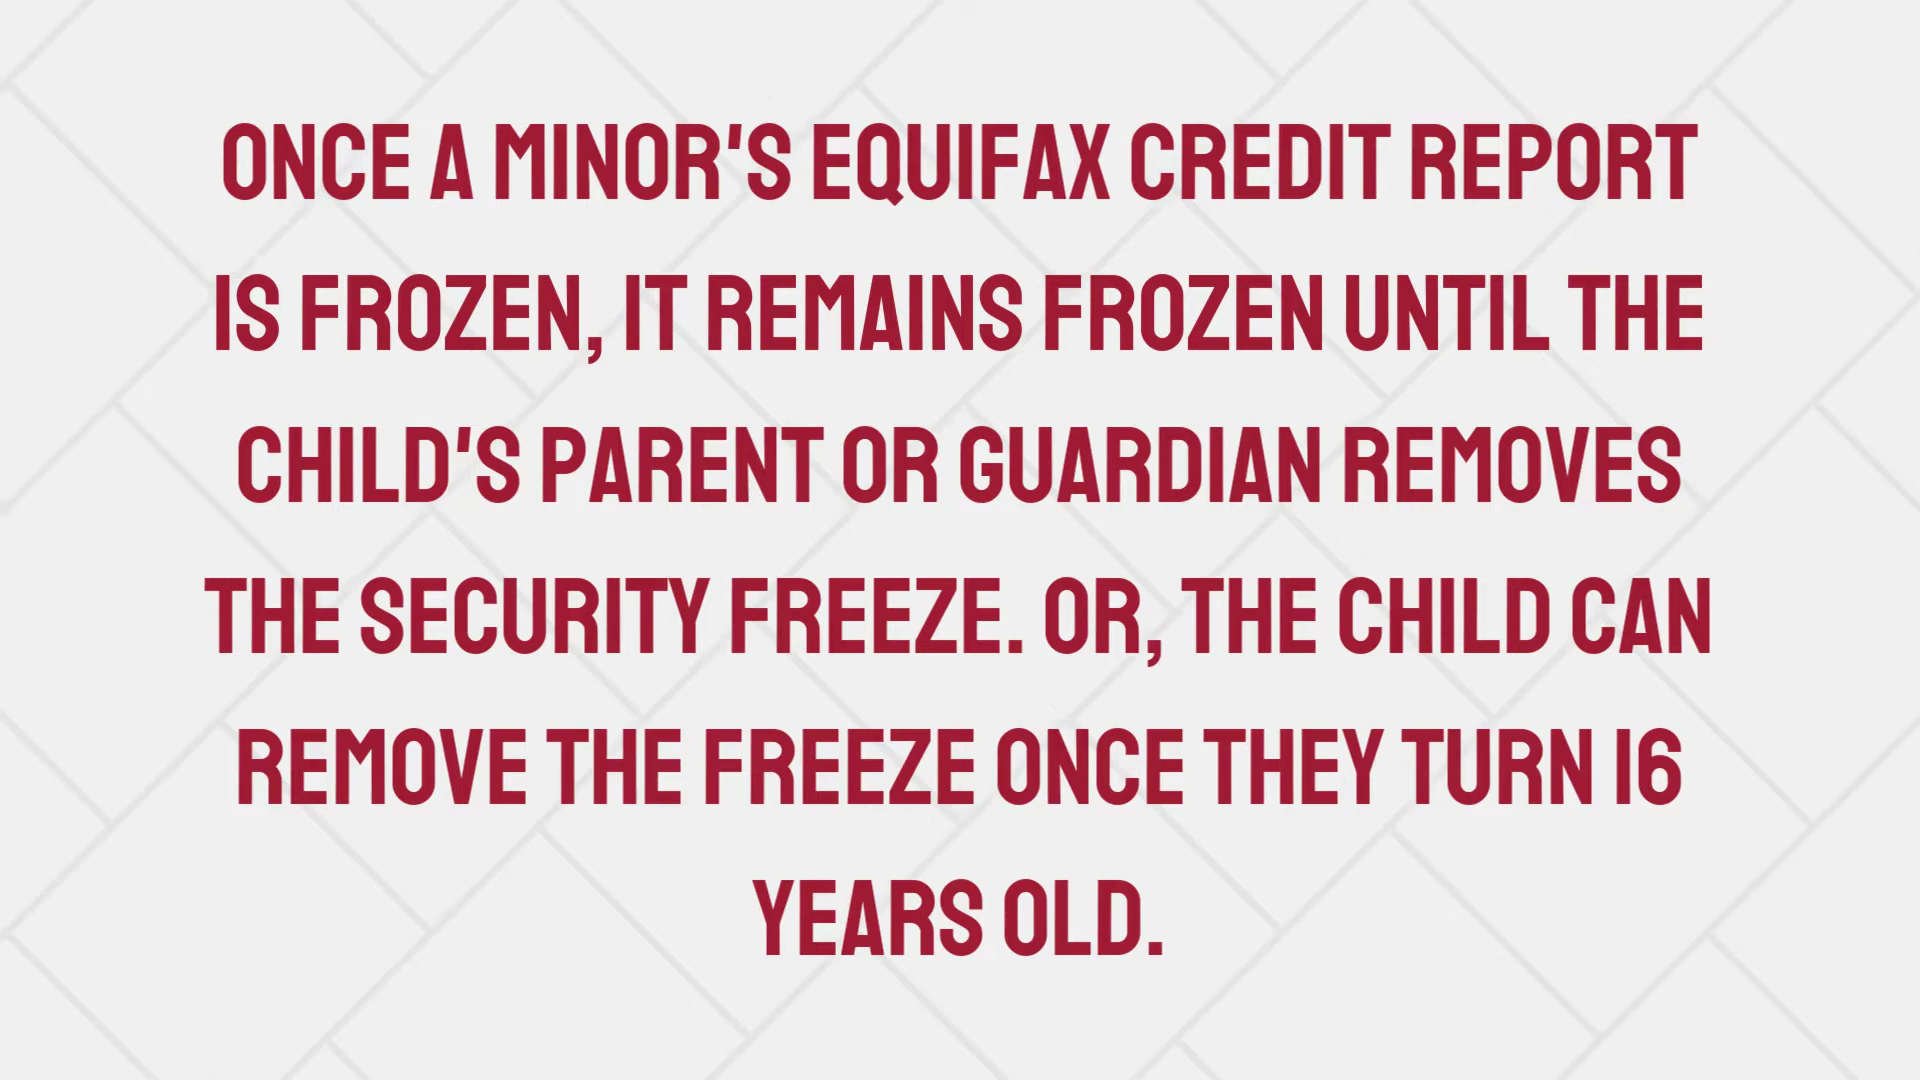 ONCE A MINOR'S EQUIFAX CREDIT REPORT
IS FROZEN, IT REMAINS FROZEN UNTIL THE
CHILD'S PARENT OR GUARDIAN REMOVES
THE SECURITY FREEZE. OR, THE CHILD CAN
REMOVE THE FREEZE ONCE THEY TURN 16
YEARS OLD.